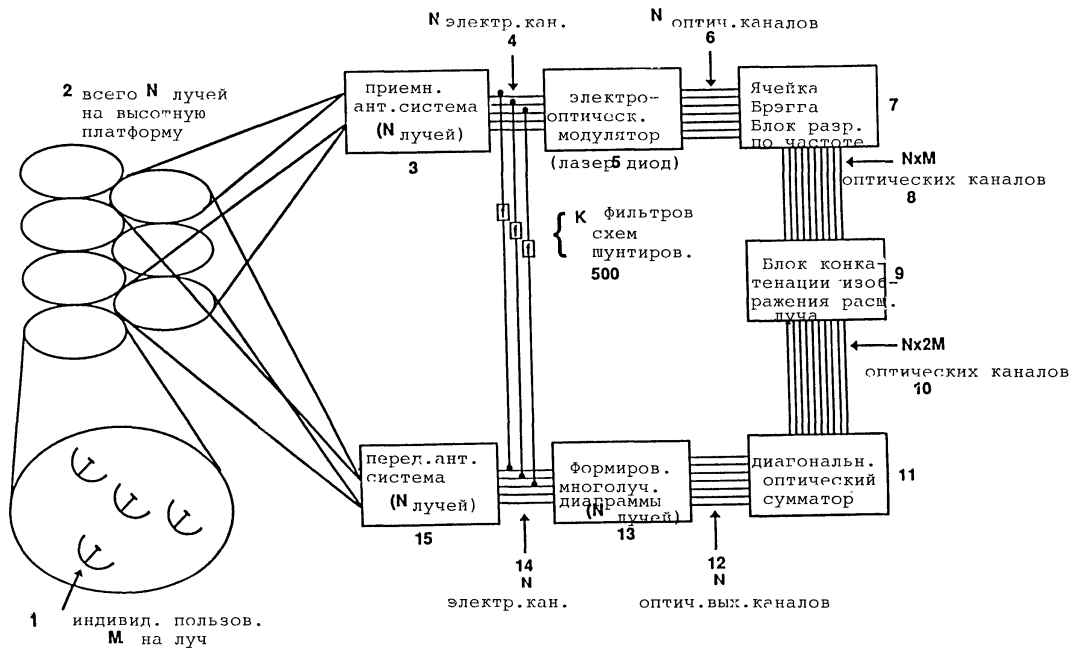 N электр.кан.
4
N оптич.каналов
6
2 всего N лучей
на высотную
платформу
приемн.
ант.система
(N лучей)
3
электро-
оптическ.
модулятор
(лазер диод)
5
Ячейка
Брэгга
Блок разр.
по частоте
7
NxM
оптических каналов
8
f
f
f
{ K фильтров
схем
шунтиров.
500
Блок конка-
тенации изоб-
ражения расщ.
луча
9
Nx2M
оптических каналов
10
перед.ант.
система
(N лучей)
15
Формиров.
многолуч.
диаграммы
(N лучей)
13
диагональн.
оптический
сумматор
11
14
N
электр.кан.
12
N
оптич.вых.каналов
1 индивид. пользов.
M. на луч